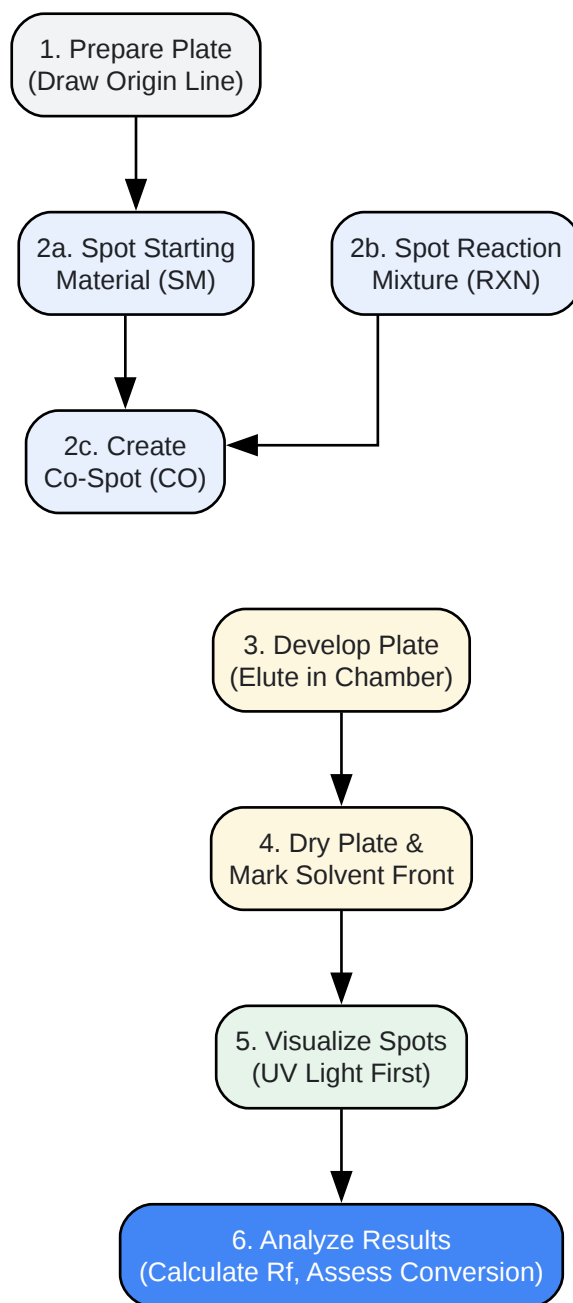 1. Prepare Plate
(Draw Origin Line)
2a. Spot Starting
Material (SM)
2b. Spot Reaction
Mixture (RXN)
2c. Create
Co-Spot (CO)
3. Develop Plate
(Elute in Chamber)
4. Dry Plate &
Mark Solvent Front
5. Visualize Spots
(UV Light First)
6. Analyze Results
(Calculate Rf, Assess Conversion)